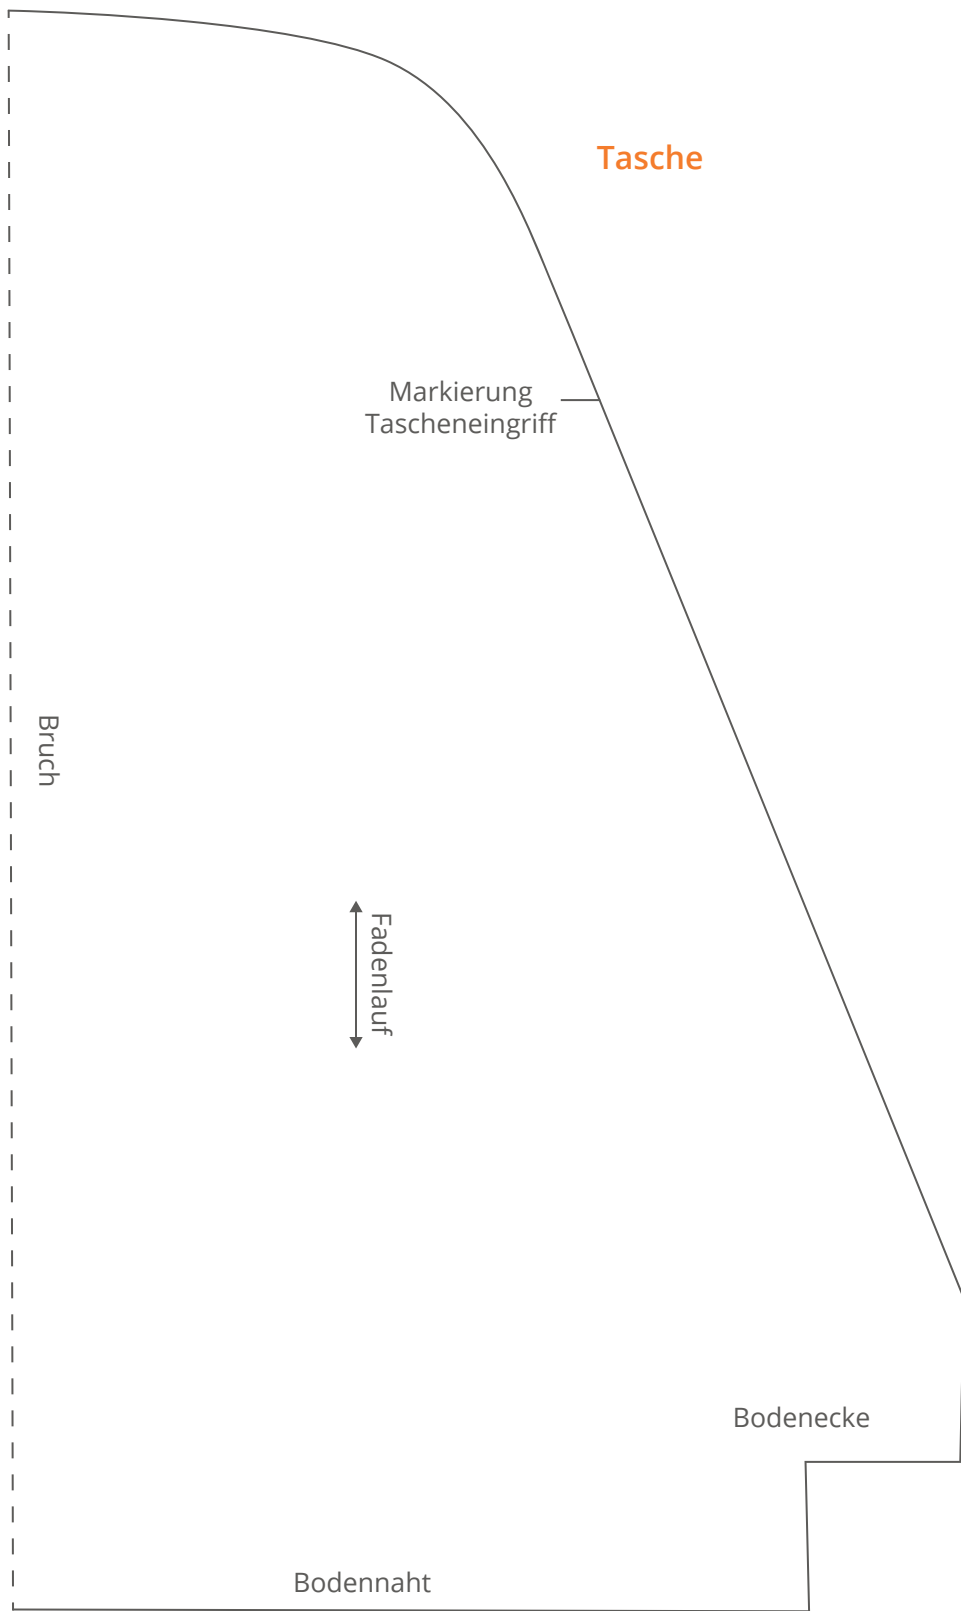 Tasche
Markierung
Tascheneingriff
Bruch
Fadenlauf
Bodenecke
Bodennaht